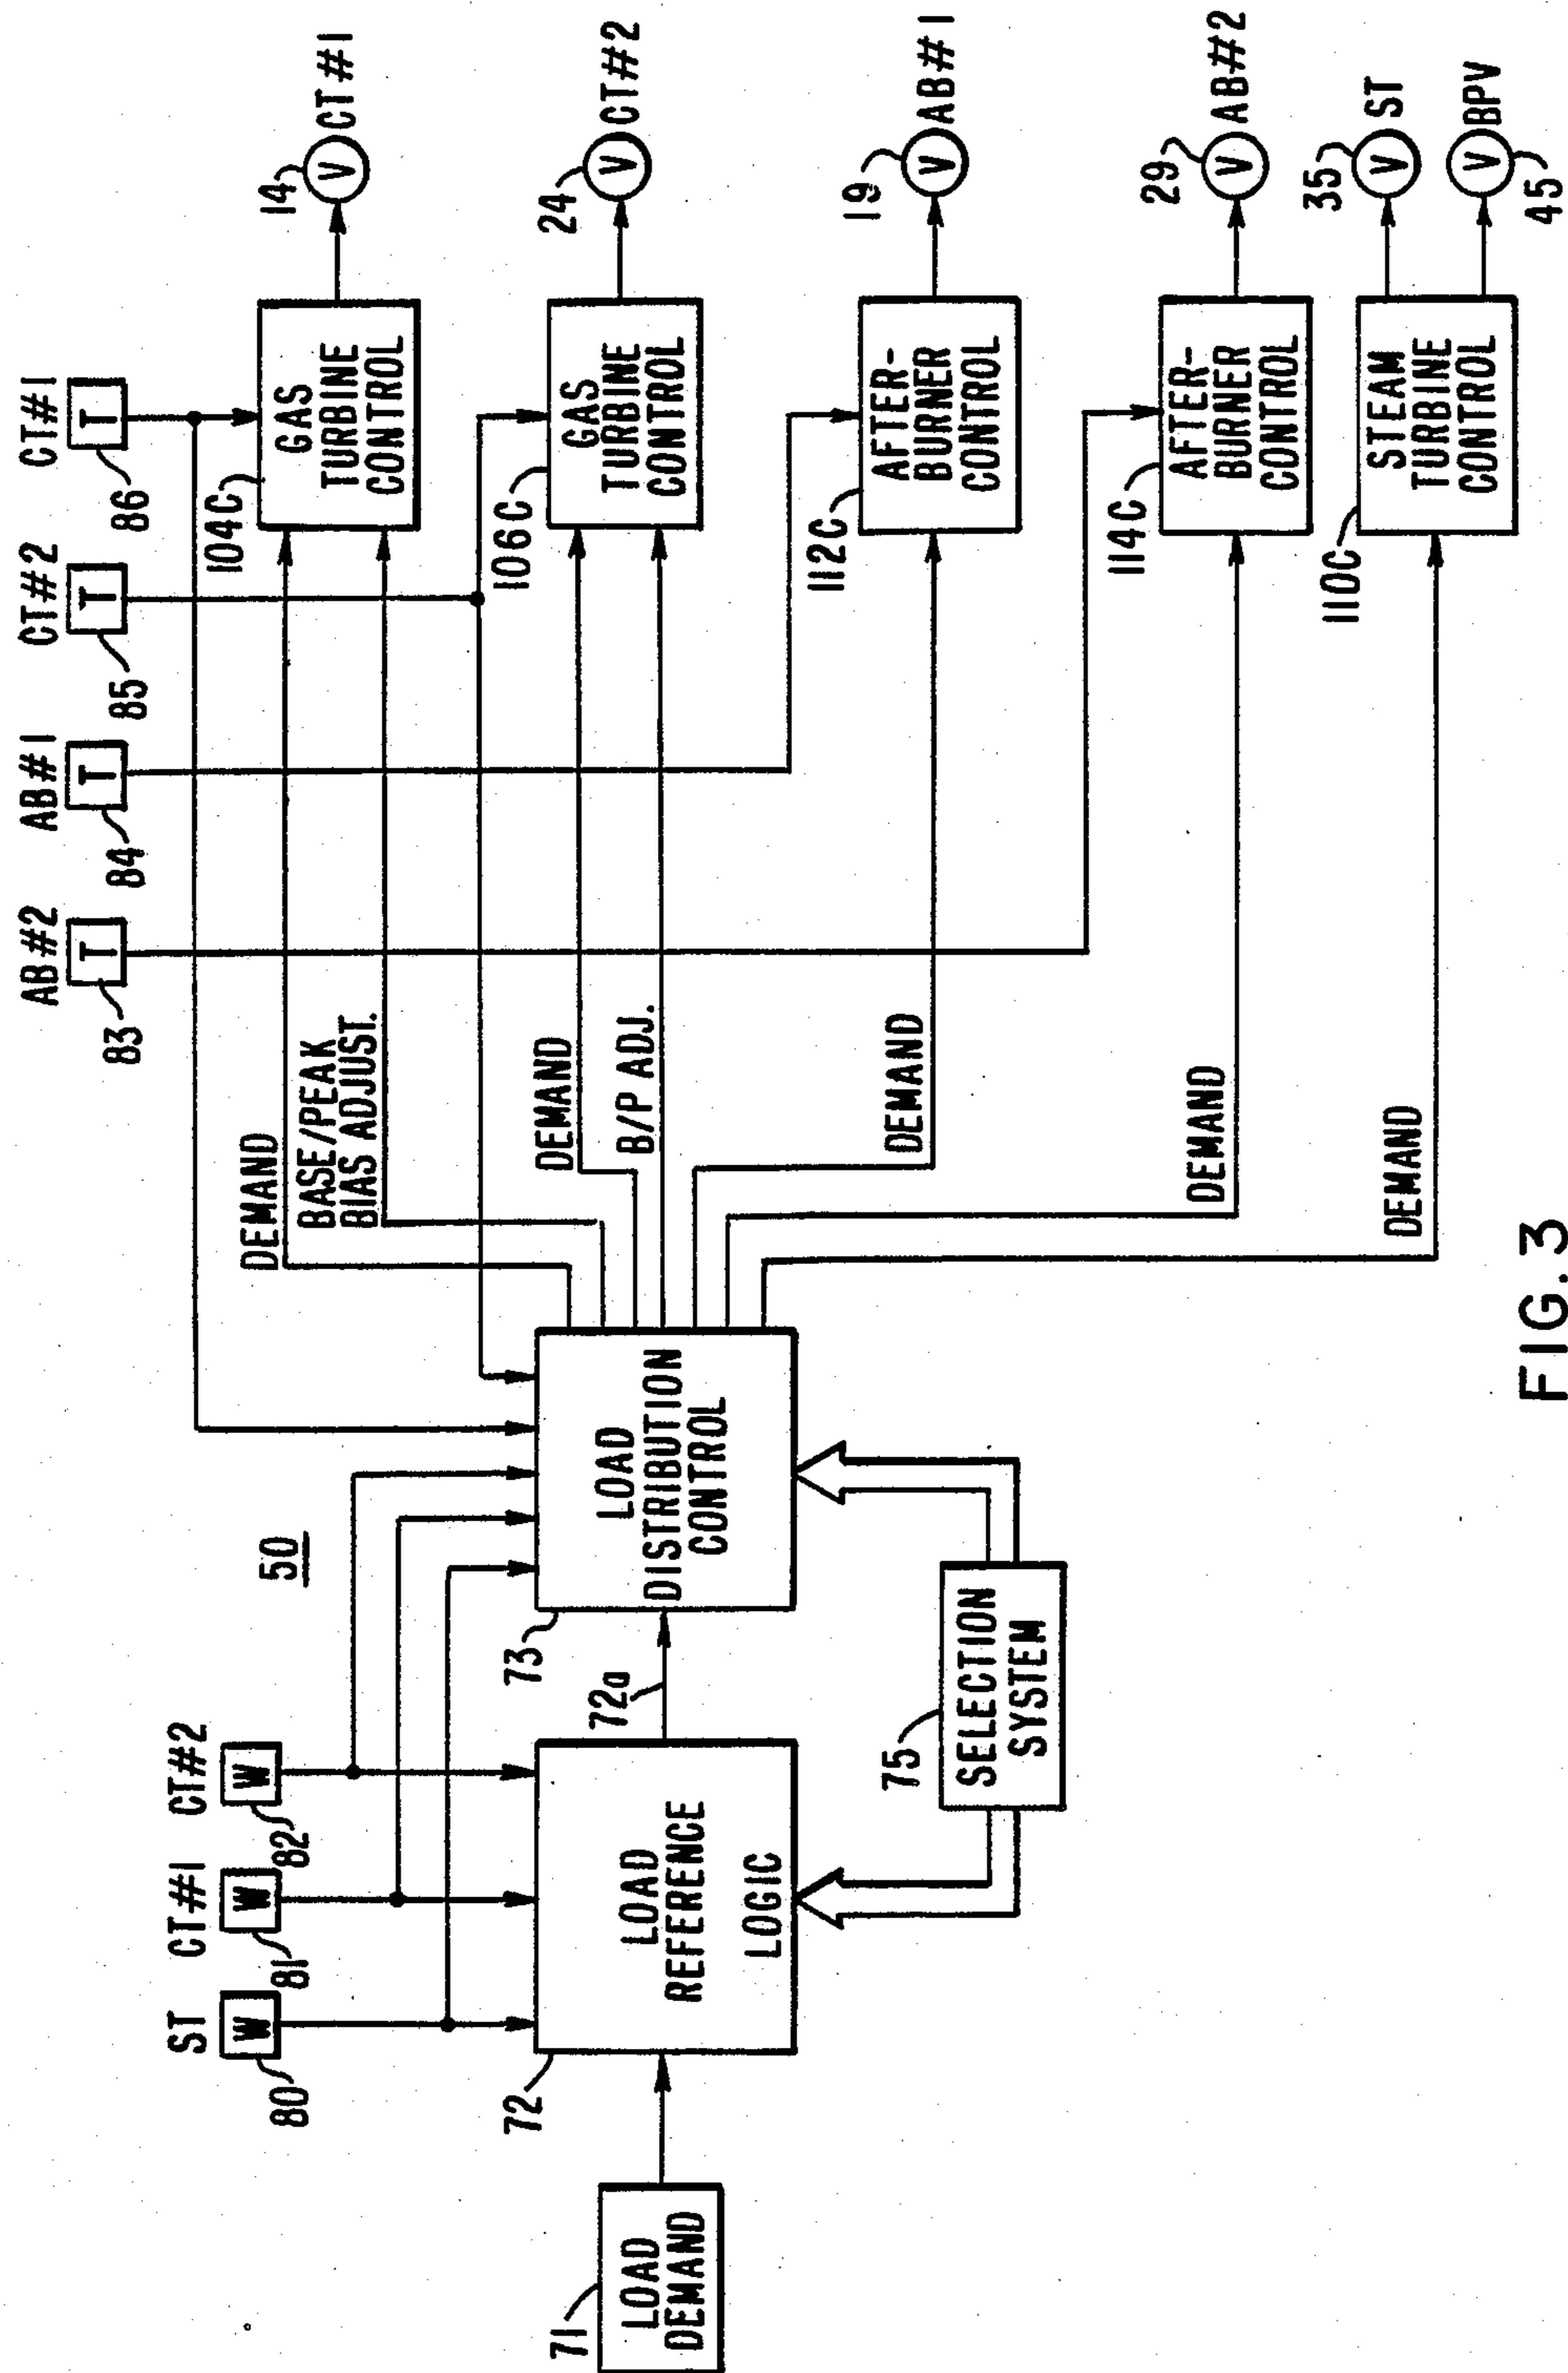 CT#1
T
86
CT#2
T
85
AB#1
T
84
AB#2
T
83
104C
GAS
TURBINE
CONTROL
14
V
CT#1
106C
GAS
TURBINE
CONTROL
24
V
CT#2
112C
AFTER-
BURNER
CONTROL
19
V
AB#1
114C
AFTER-
BURNER
CONTROL
29
V
AB#2
110C
STEAM
TURBINE
CONTROL
35
V
ST
V
BPV
45
DEMAND
BASE/PEAK
BIAS ADJUST.
DEMAND
B/P ADJ.
DEMAND
DEMAND
DEMAND
50
ST
W
80
CT#1
W
81
CT#2
W
82
71
LOAD
DEMAND
72
LOAD
REFERENCE
LOGIC
72a
73
LOAD
DISTRIBUTION
CONTROL
75
SELECTION
SYSTEM
FIG. 3